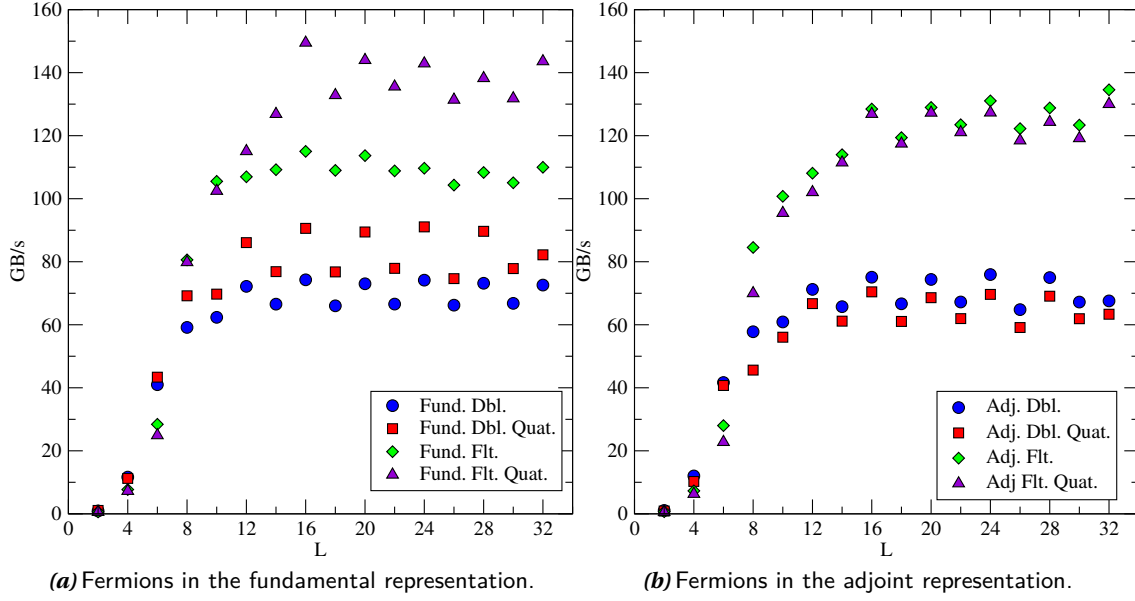 160
140
120
100
80
60
40
20
0
GB/s
0 4 8 12 16 20 24 28 32
L
Fund. Dbl.
Fund. Dbl. Quat.
Fund. Flt.
Fund. Flt. Quat.
(a) Fermions in the fundamental representation.
160
140
120
100
80
60
40
20
0
GB/s
0 4 8 12 16 20 24 28 32
L
Adj. Dbl.
Adj. Dbl. Quat.
Adj. Flt.
Adj Flt. Quat.
(b) Fermions in the adjoint representation.